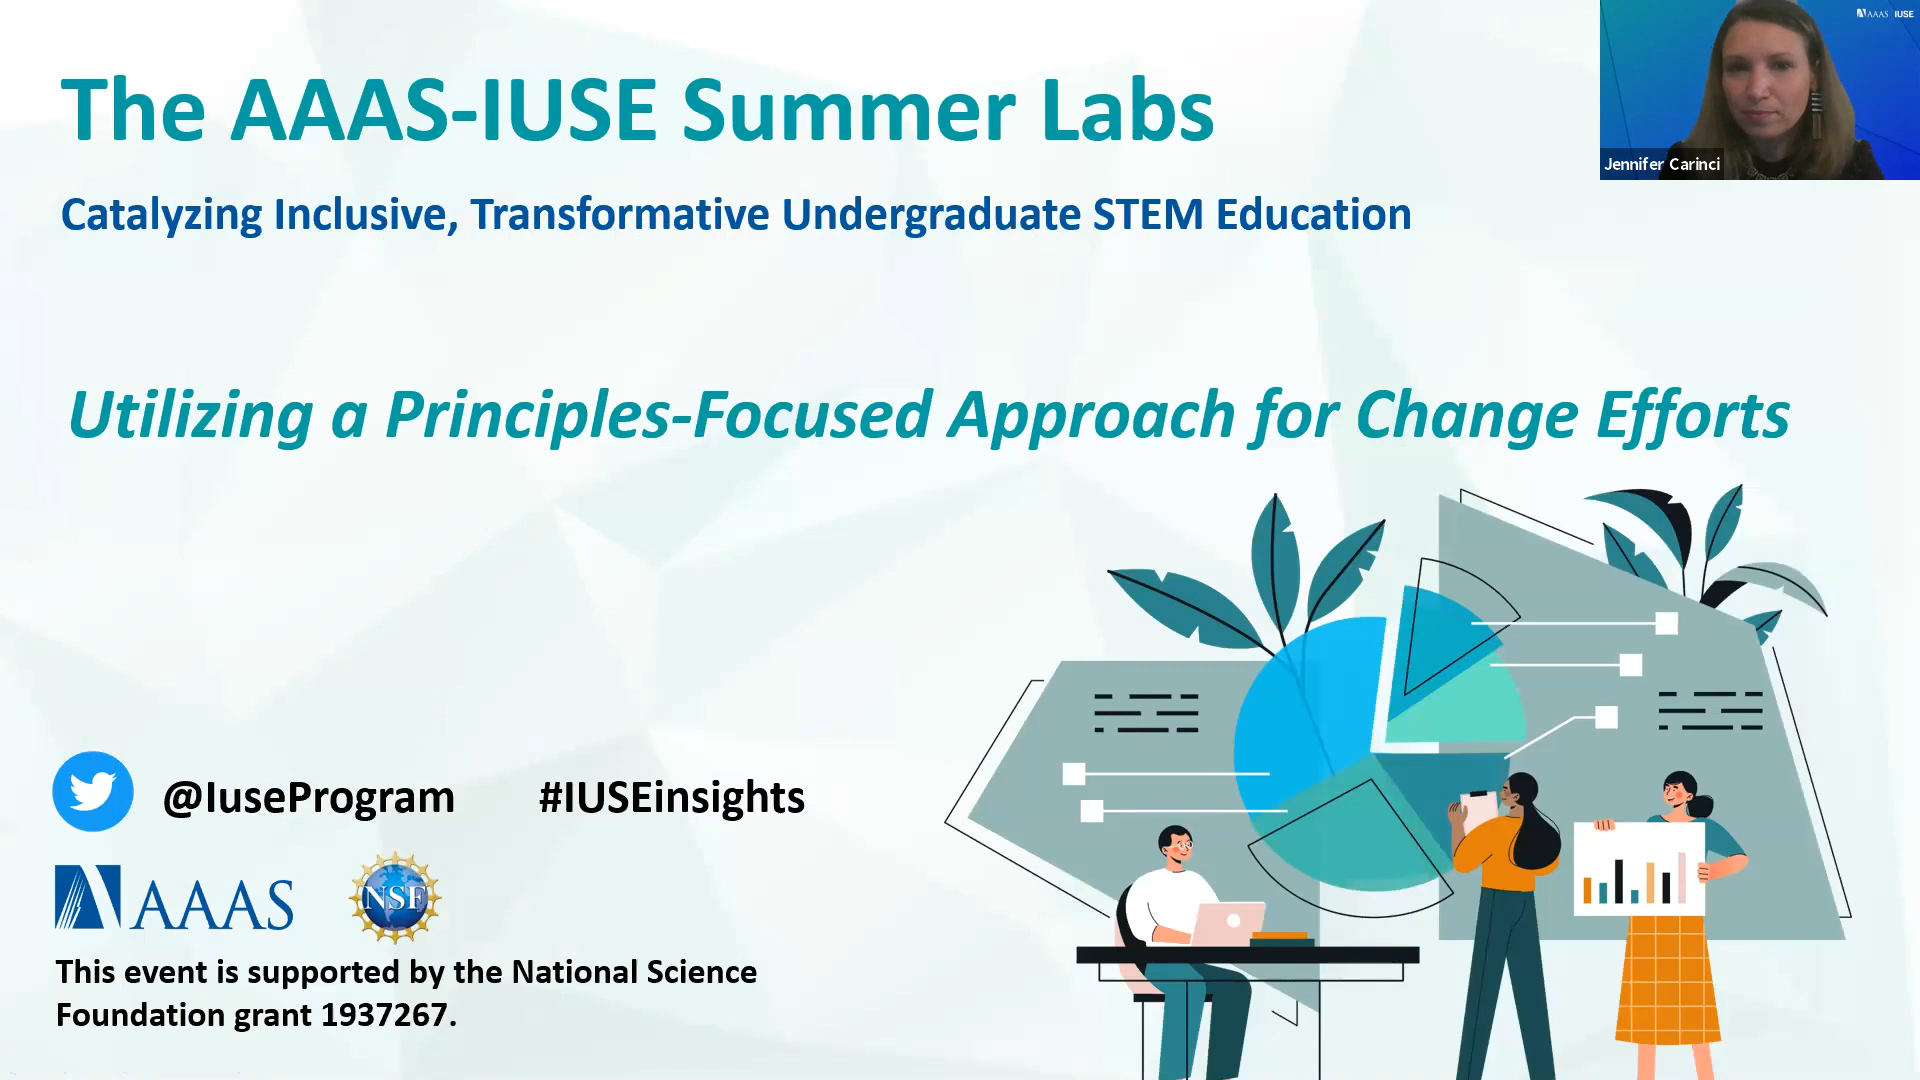 AAAS IUSE
The AAAS-IUSE Summer Labs
Jennifer Carinci
Catalyzing Inclusive, Transformative Undergraduate STEM Education
Utilizing a Principles-Focused Approach for Change Efforts
@IuseProgram #IUSEinsights
AAAS NSF
This event is supported by the National Science
Foundation grant 1937267.